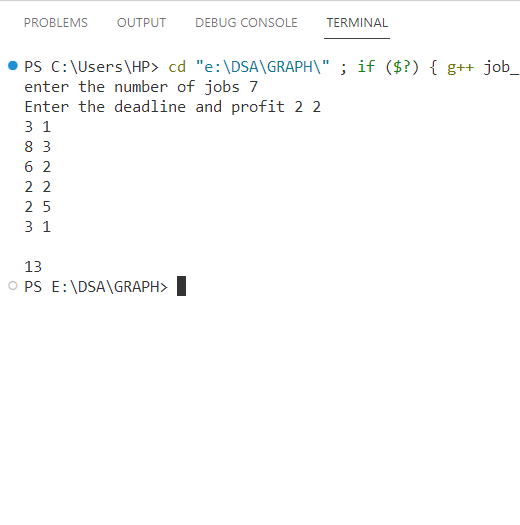 PROBLEMS OUTPUT DEBUG CONSOLE TERMINAL
PS C:\Users\HP> cd "e:\DSA\GRAPH\" ; if ($?) { g++ job_
enter the number of jobs 7
Enter the deadline and profit 2 2
3 1
8 3
6 2
2 2
2 5
3 1
13
PS E:\DSA\GRAPH>